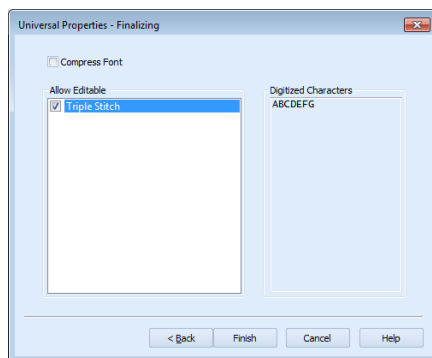 Universal Properties - Finalizing
Compress Font
Allow Editable
Triple Stitch
Digitized Characters
ABCDEFG
< Back
Finish
Cancel
Help